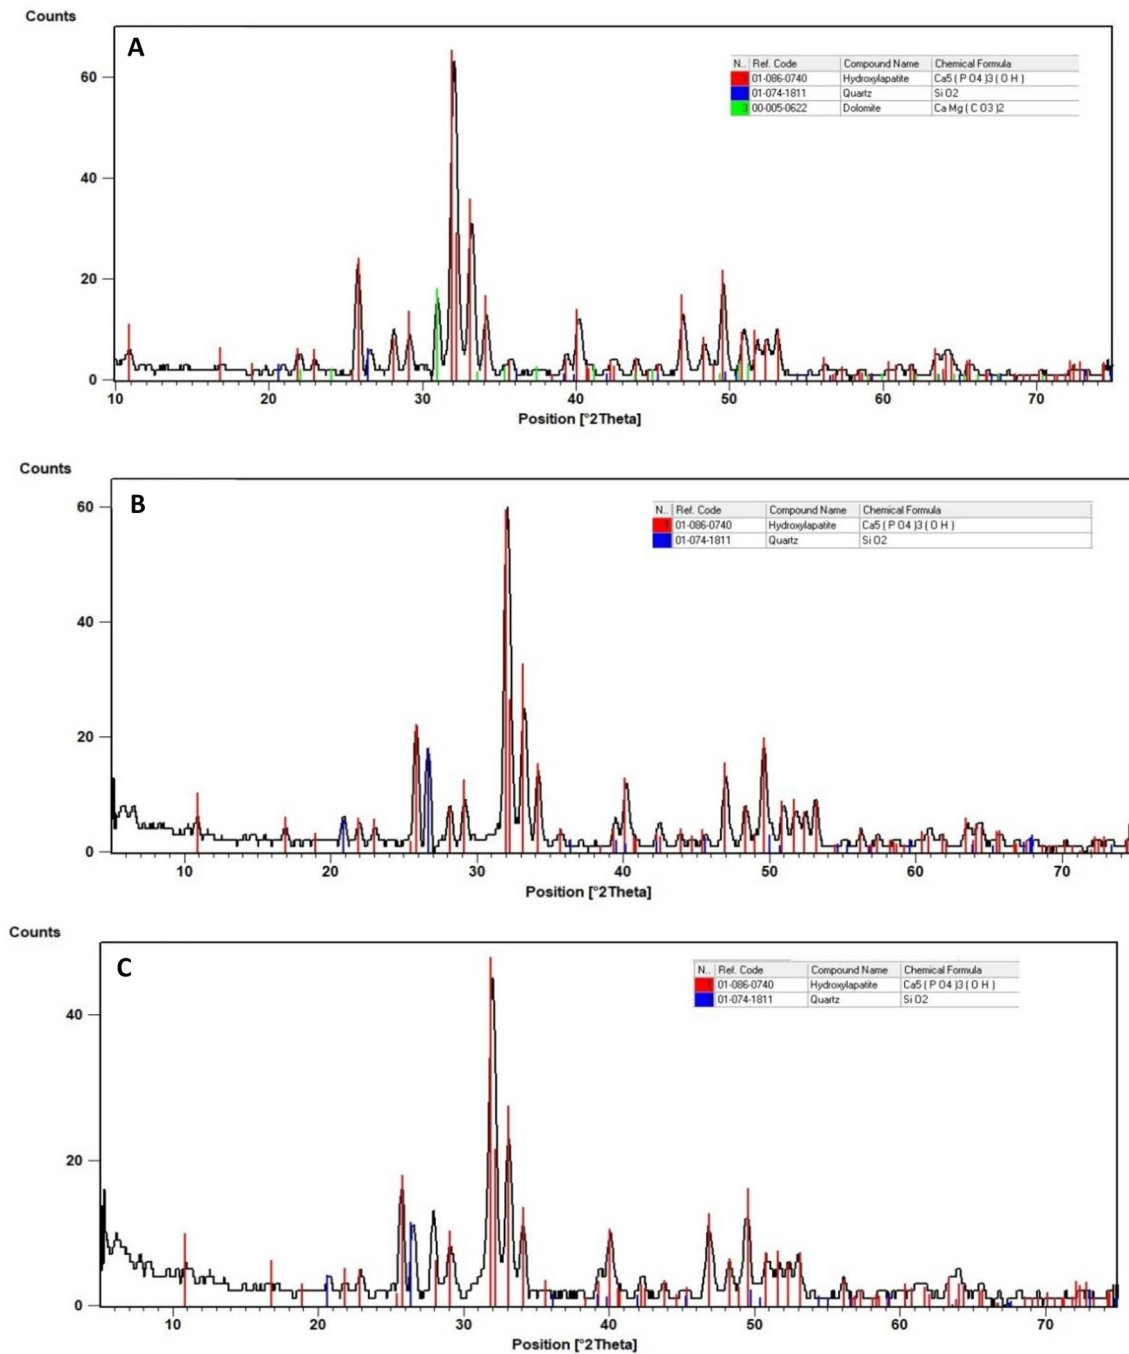 Counts
A
60
40
20
0
N.. Ref. Code Compound Name Chemical Formula
1 01-086-0740 Hydroxylapatite Ca5 ( P O4 )3 ( O H )
01-074-1811 Quartz Si O2
3 00-005-0622 Dolomite Ca Mg ( C O3 )2
10 20 30 40 50 60 70
Position [°2Theta]
Counts
B
60
40
20
0
N.. Ref. Code Compound Name Chemical Formula
1 01-086-0740 Hydroxylapatite Ca5 ( P O4 )3 ( O H )
01-074-1811 Quartz Si O2
10 20 30 40 50 60 70
Position [°2Theta]
Counts
C
40
20
0
N.. Ref. Code Compound Name Chemical Formula
1 01-086-0740 Hydroxylapatite Ca5 ( P O4 )3 ( O H )
01-074-1811 Quartz Si O2
10 20 30 40 50 60 70
Position [°2Theta]